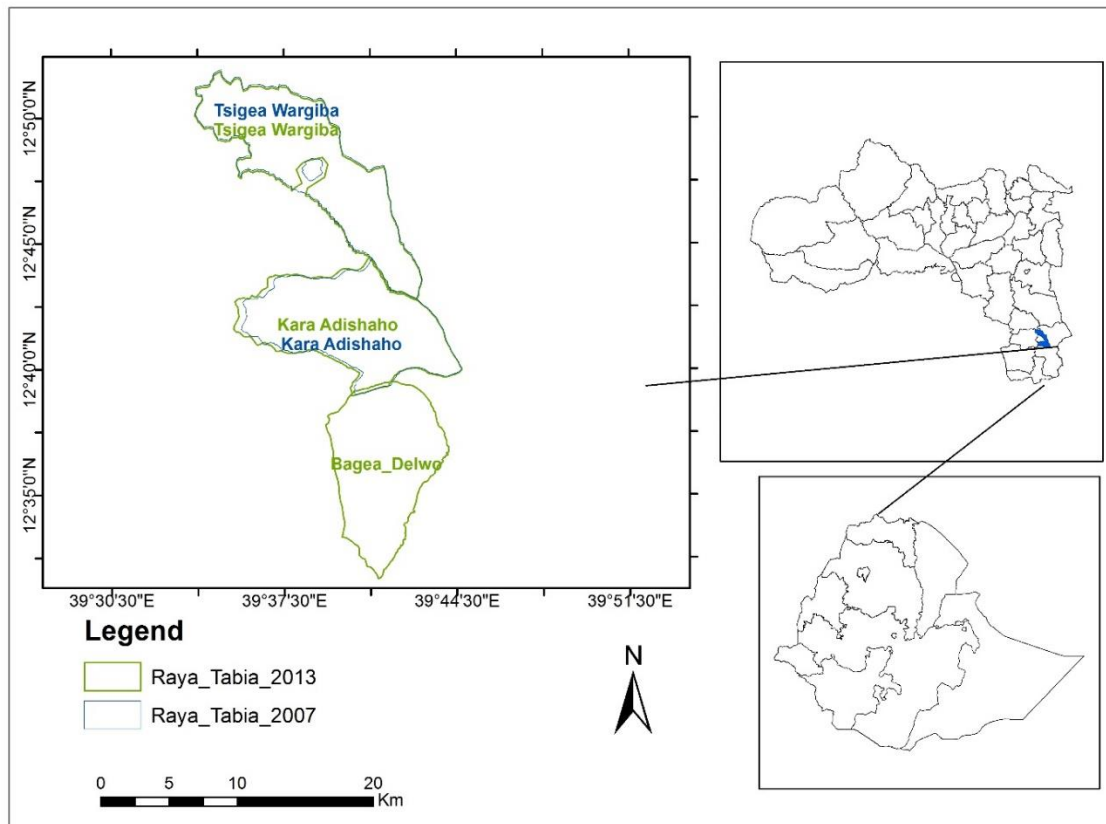 Tsigea Wargiba
Tsigea Wargiba
Kara Adishaho
Kara Adishaho
Bagea_Delwo
12°50'0"N
12°45'0"N
12°40'0"N
12°35'0"N
39°30'30"E
39°37'30"E
39°44'30"E
39°51'30"E
Legend
Raya_Tabia_2013
Raya_Tabia_2007
N
0 5 10 20
Km